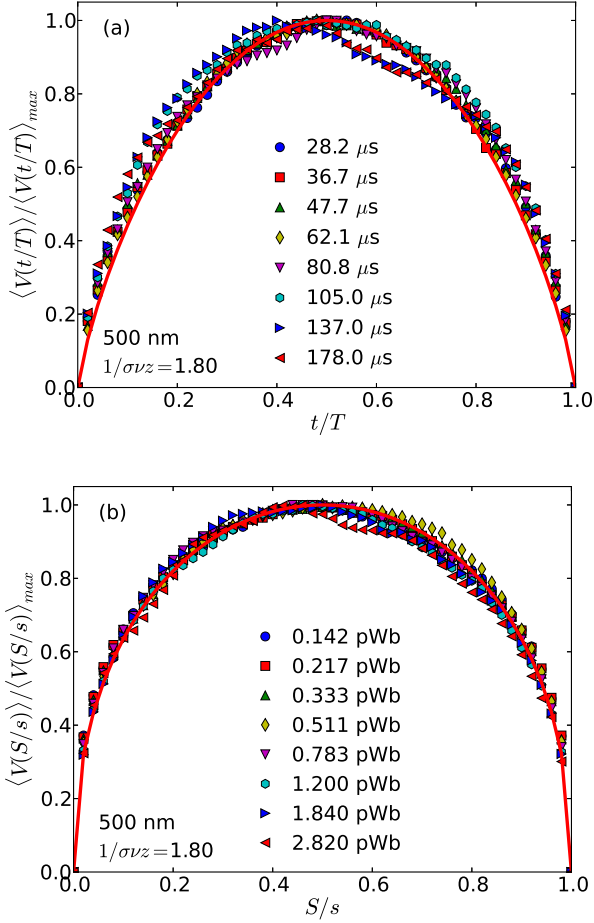 (a)
⟨V(t/T)⟩/⟨V(t/T)⟩max
1.0
0.8
0.6
0.4
0.2
0.0
28.2 μs
36.7 μs
47.7 μs
62.1 μs
80.8 μs
105.0 μs
137.0 μs
178.0 μs
500 nm
1/σνz=1.80
0.0 0.2 0.4 0.6 0.8 1.0
t/T
(b)
⟨V(S/s)⟩/⟨V(S/s)⟩max
1.0
0.8
0.6
0.4
0.2
0.0
0.142 pWb
0.217 pWb
0.333 pWb
0.511 pWb
0.783 pWb
1.200 pWb
1.840 pWb
2.820 pWb
500 nm
1/σνz=1.80
0.0 0.2 0.4 0.6 0.8 1.0
S/s